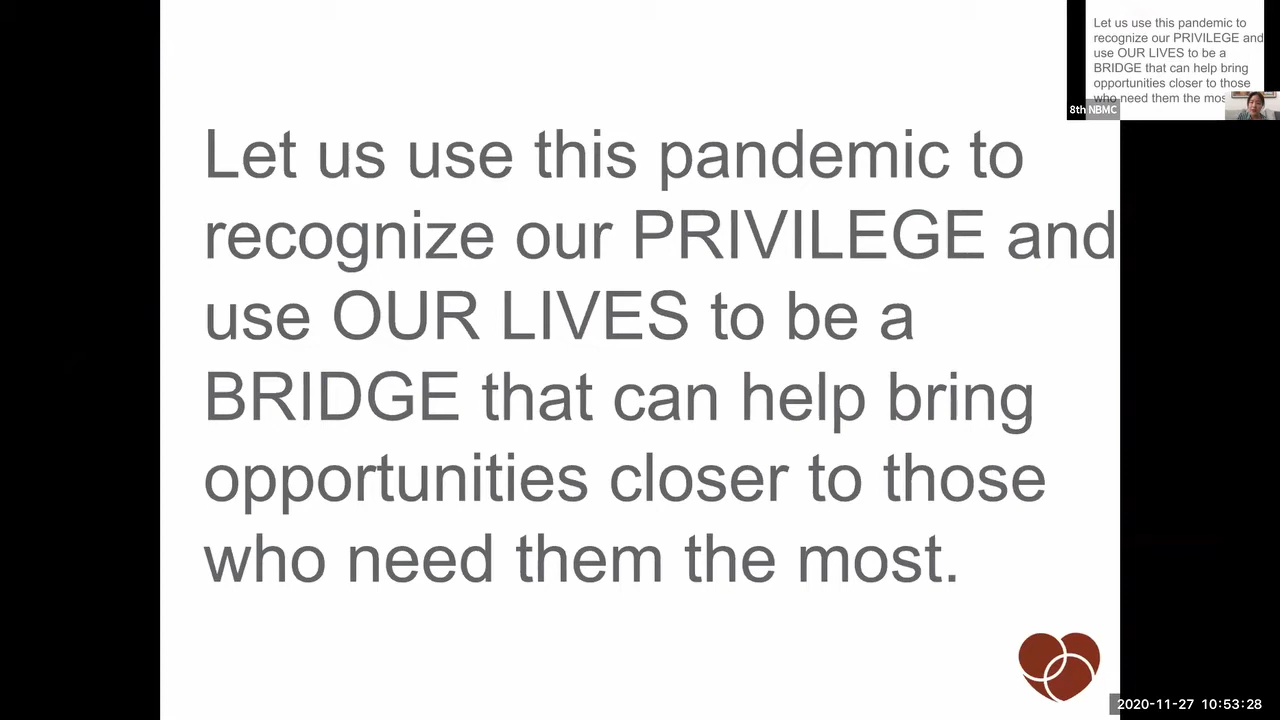 Let us use this pandemic to
recognize our PRIVILEGE and
use OUR LIVES to be a
BRIDGE that can help bring
opportunities closer to those
who need them the most.
Let us use this pandemic to
recognize our PRIVILEGE and
use OUR LIVES to be a
BRIDGE that can help bring
opportunities closer to those
who need them the mos
8th NBMC
2020-11-27 10:53:28